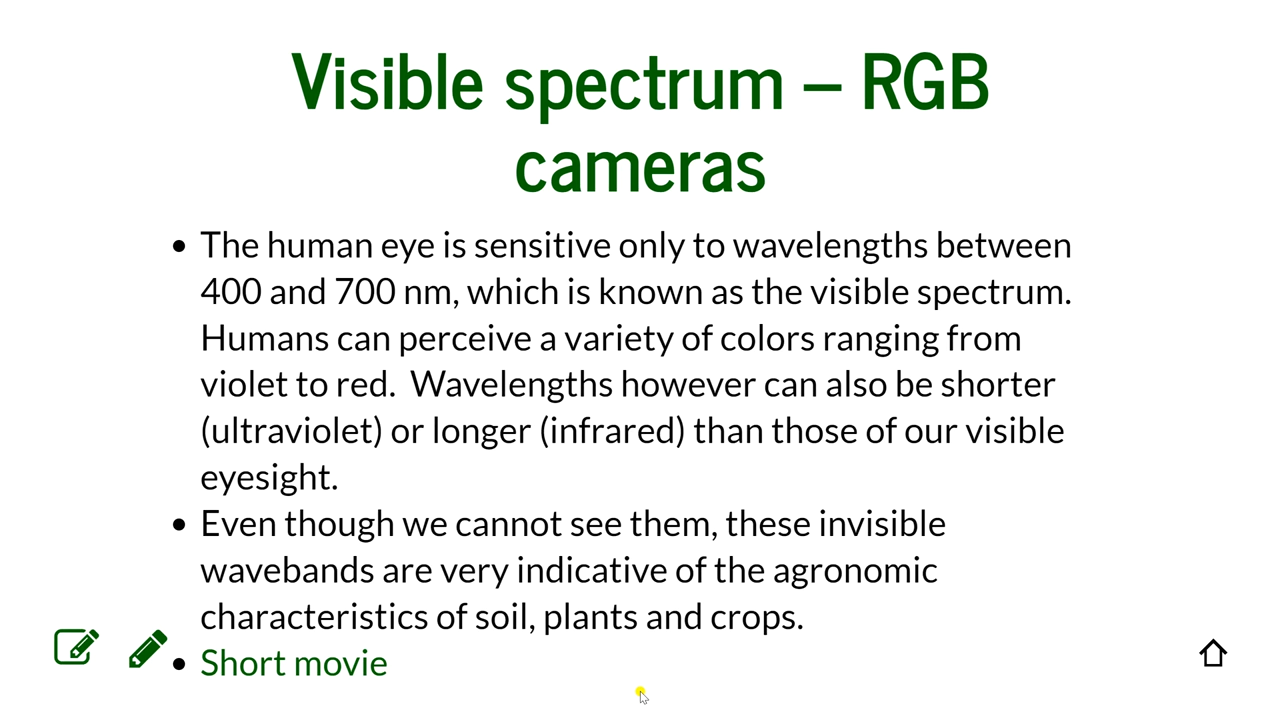 Visible spectrum – RGB
cameras
• The human eye is sensitive only to wavelengths between
400 and 700 nm, which is known as the visible spectrum.
Humans can perceive a variety of colors ranging from
violet to red.  Wavelengths however can also be shorter
(ultraviolet) or longer (infrared) than those of our visible
eyesight.
• Even though we cannot see them, these invisible
wavebands are very indicative of the agronomic
characteristics of soil, plants and crops.
• Short movie